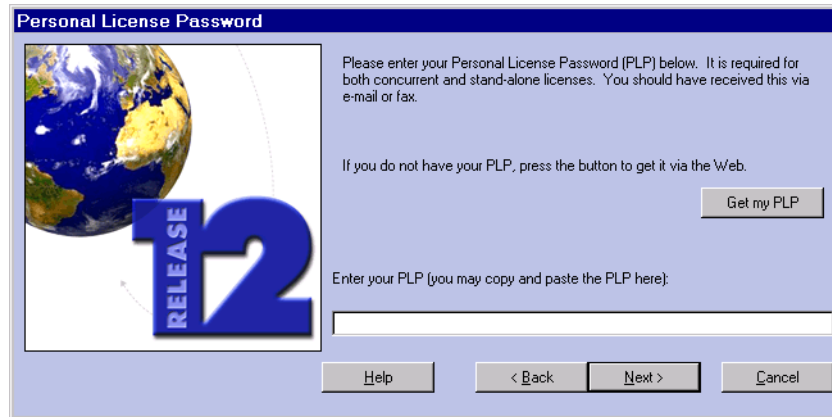 Personal License Password
Please enter your Personal License Password (PLP) below. It is required for
both concurrent and stand-alone licenses. You should have received this via
e-mail or fax.
If you do not have your PLP, press the button to get it via the Web.
Get my PLP
RELEASE
12
Enter your PLP (you may copy and paste the PLP here):
Help
< Back
Next >
Cancel